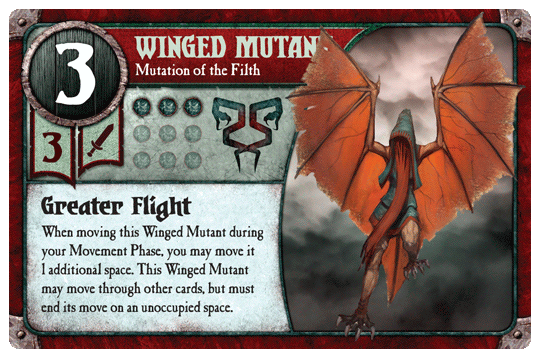 3
WINGED MUTAN
Mutation of the Filth
3
Greater Flight
When moving this Winged Mutant during
your Movement Phase, you may move it
1 additional space. This Winged Mutant
may move through other cards, but must
end its move on an unoccupied space.